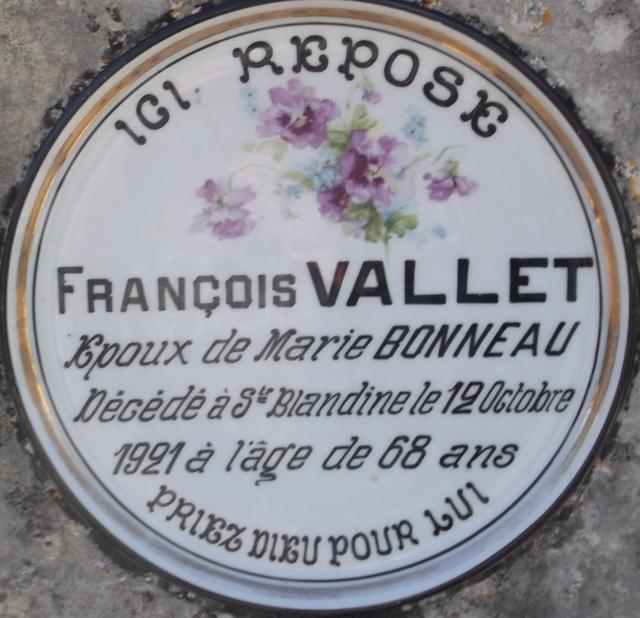 ICI REPOSE
FRANÇOIS VALLET
Epoux de Marie BONNEAU
Décédé à Ste Blandine le 12 Octobre
1921 à l'âge de 68 ans
PRIEZ DIEU POUR LUI